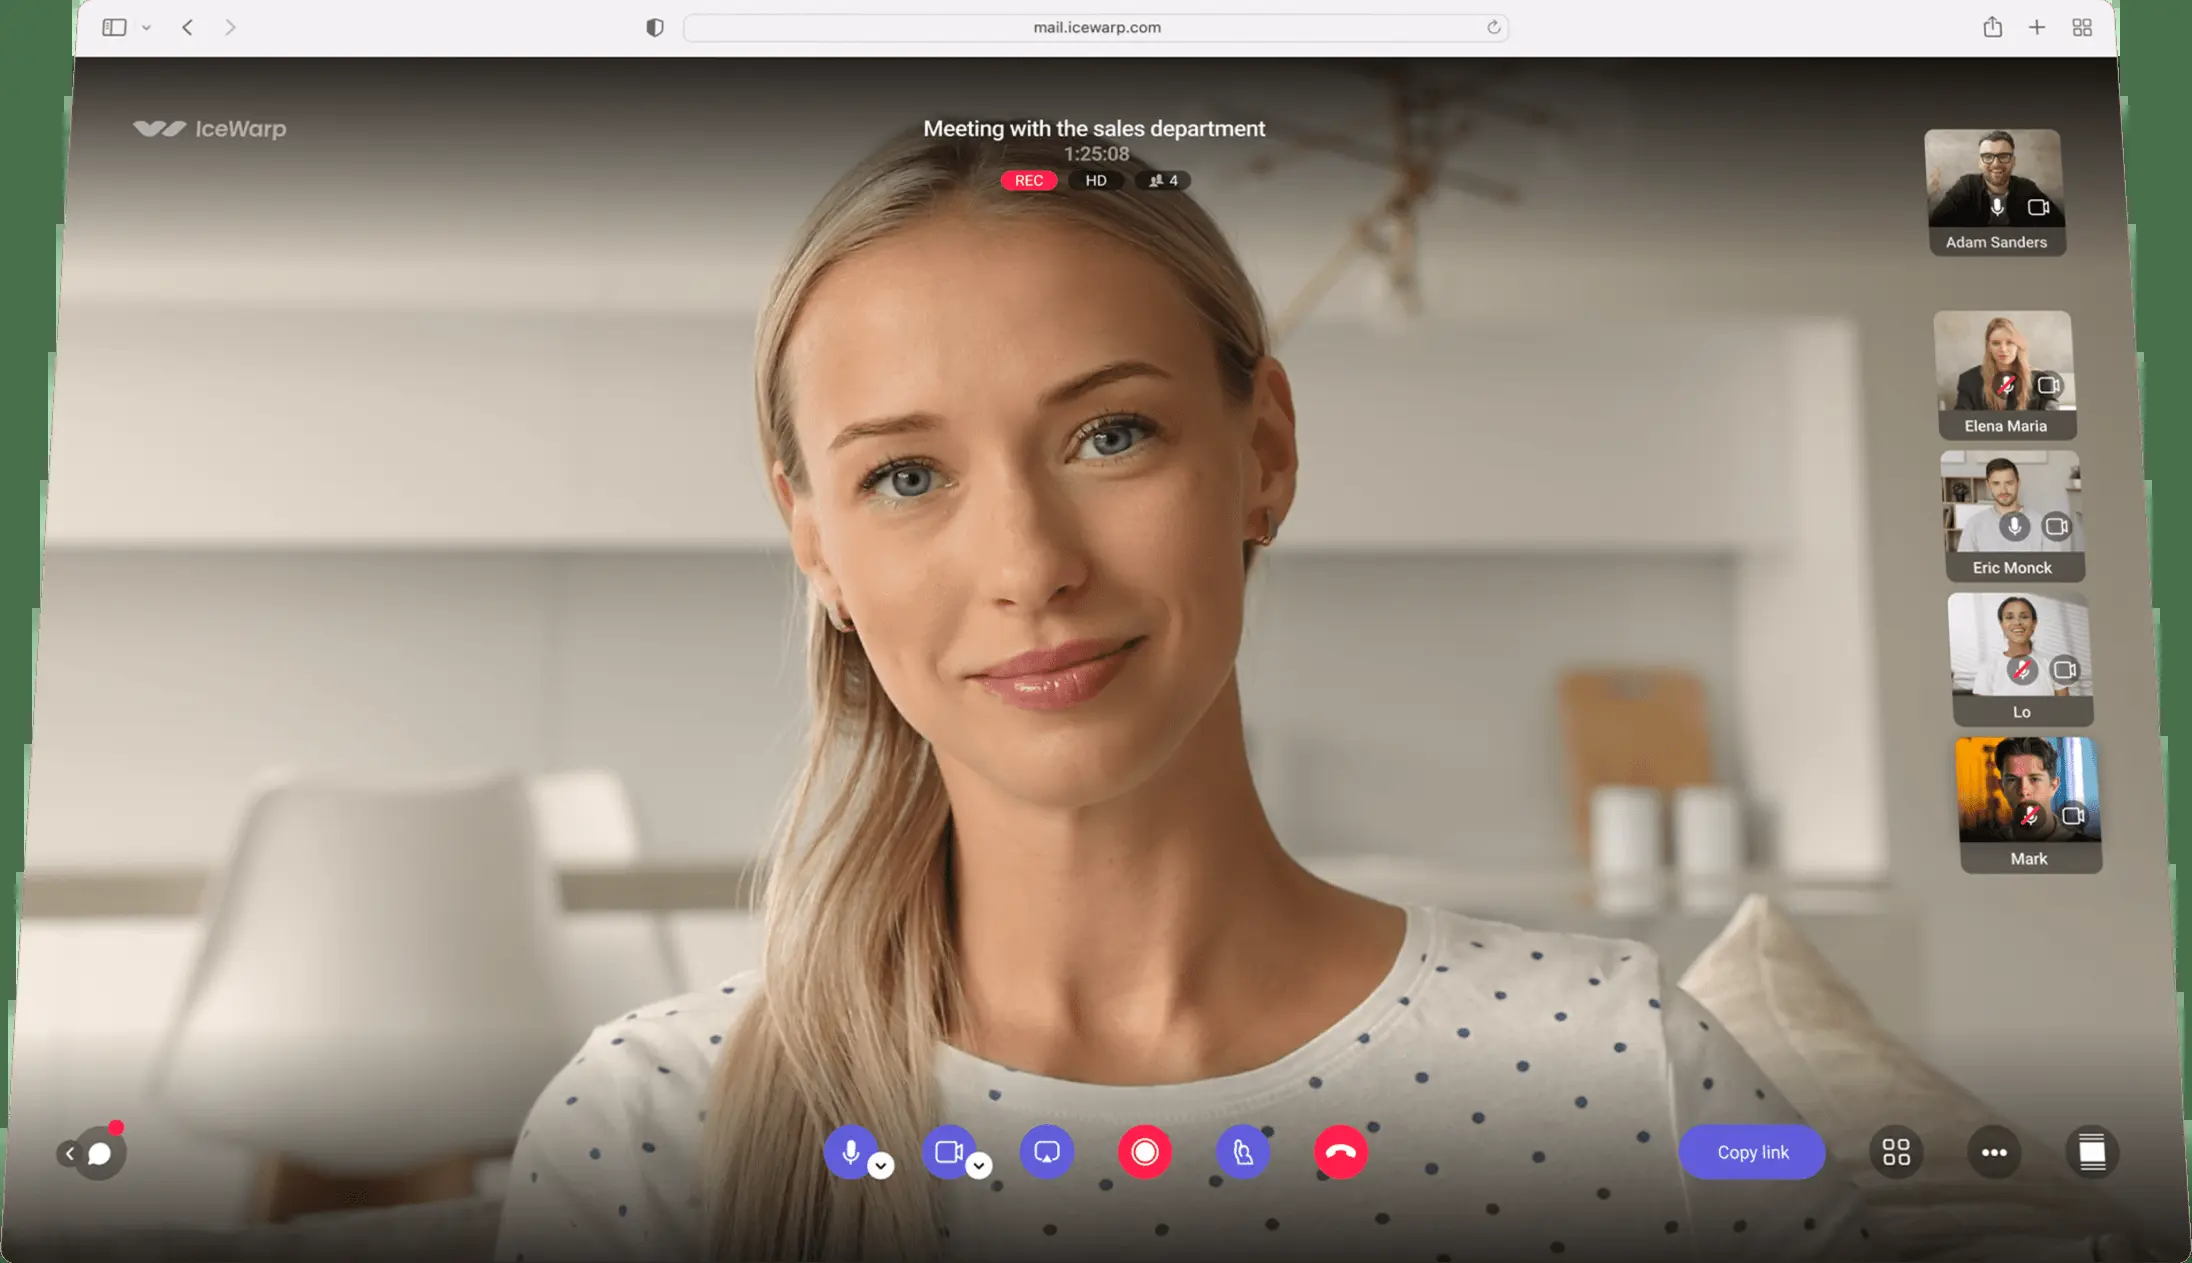 mail.icewarp.com
IceWarp
Meeting with the sales department
1:25:08
REC HD 4
Adam Sanders
Elena Maria
Eric Monck
Lo
Mark
Copy link